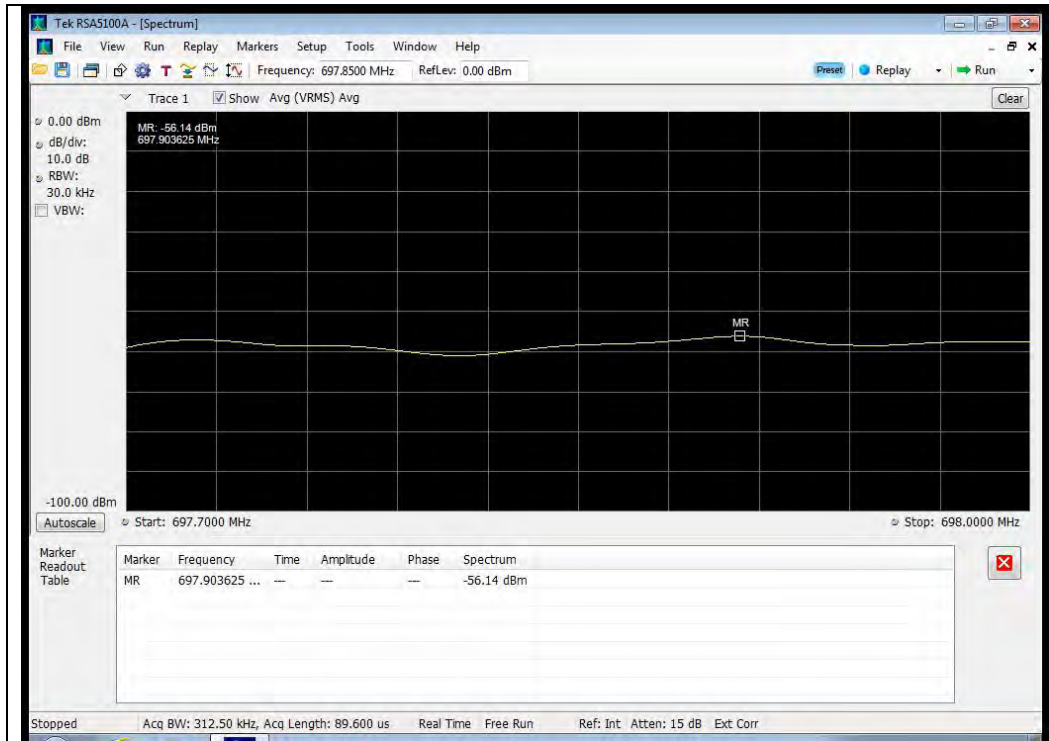 Tek RSA5100A - [Spectrum]
File View Run Replay Markers Setup Tools Window Help
T Frequency: 697.8500 MHz RefLev: 0.00 dBm Preset Replay Run
Trace 1 Show Avg (VRMS) Avg Clear
0.00 dBm
dB/div:
10.0 dB
RBW:
30.0 kHz
VBW:
MR: -56.14 dBm
697.903625 MHz
MR
-100.00 dBm
Autoscale Start: 697.7000 MHz Stop: 698.0000 MHz
Marker Readout Table
Marker Frequency Time Amplitude Phase Spectrum
MR 697.903625 ... --- --- --- -56.14 dBm
Stopped Acq BW: 312.50 kHz, Acq Length: 89.600 us Real Time Free Run Ref: Int Atten: 15 dB Ext Corr